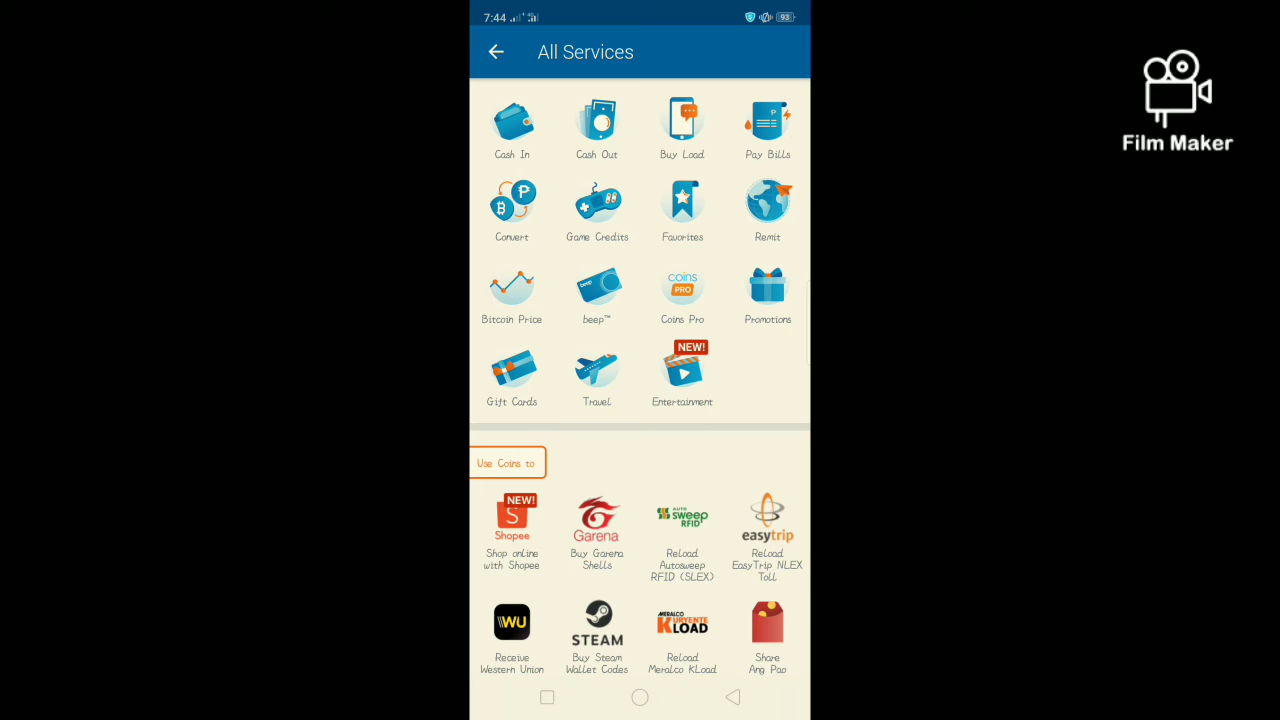 7:44
93
All Services
Cash In
Cash Out
Buy Load
Pay Bills
Convert
Game Credits
Favorites
Remit
beep
coins
PRO
Bitcoin Price
beep™
Coins Pro
Promotions
NEW!
Gift Cards
Travel
Entertainment
Use Coins to
NEW!
Shopee
Garena
AUTO
SWEEP
RFID
easytrip
Shop online
with Shopee
Buy Garena
Shells
Reload
Autosweep
RFID (SLEX)
Reload
EasyTrip NLEX
Toll
WU
STEAM
MERALCO
KURYENTE
LOAD
Receive
Western Union
Buy Steam
Wallet Codes
Reload
Meralco KLoad
Share
Ang Pao
Film Maker